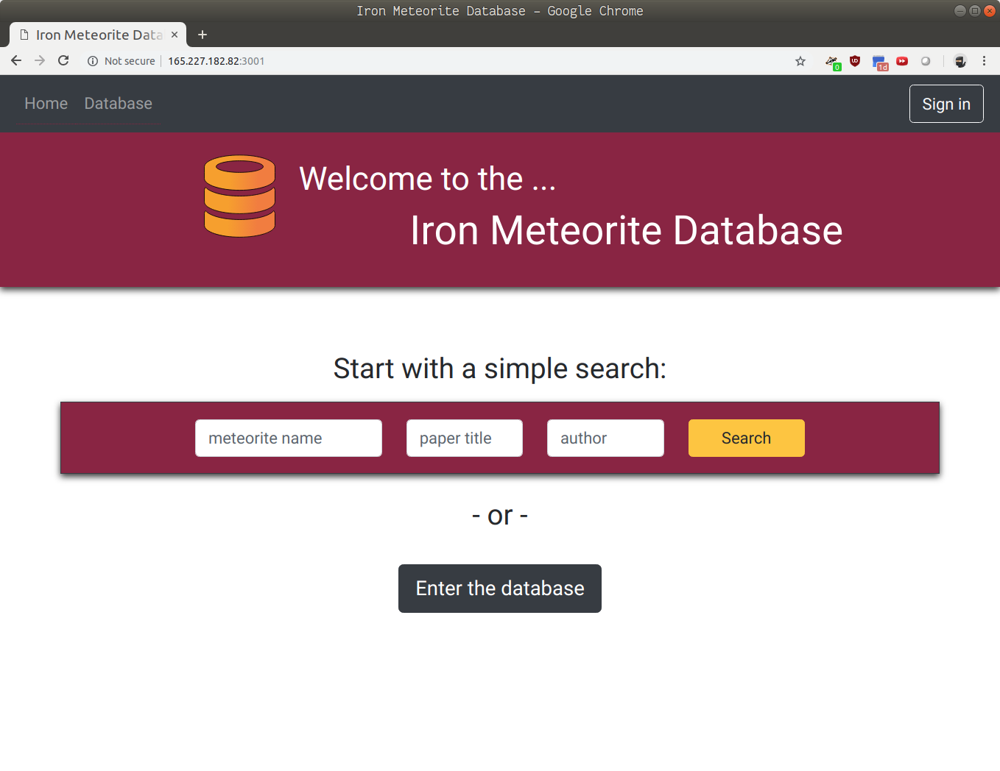 Iron Meteorite Database - Google Chrome
Iron Meteorite Data
Not secure 165.227.182.82:3001
0
1d
Home Database Sign in
Welcome to the ...
Iron Meteorite Database
Start with a simple search:
meteorite name paper title author Search
- or -
Enter the database